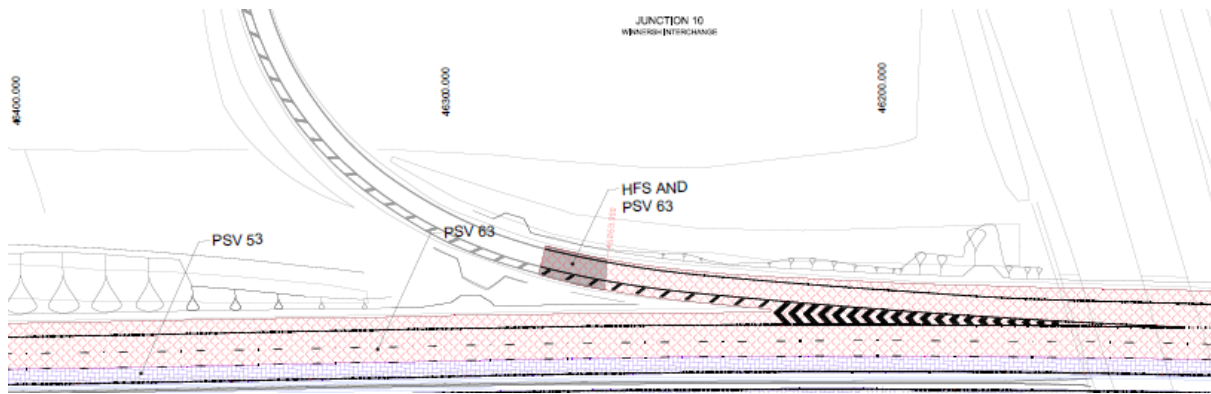 JUNCTION 10
WINNERSH INTERCHANGE
46400.000
46300.000
46200.000
HFS AND
PSV 63
PSV 53
PSV 63